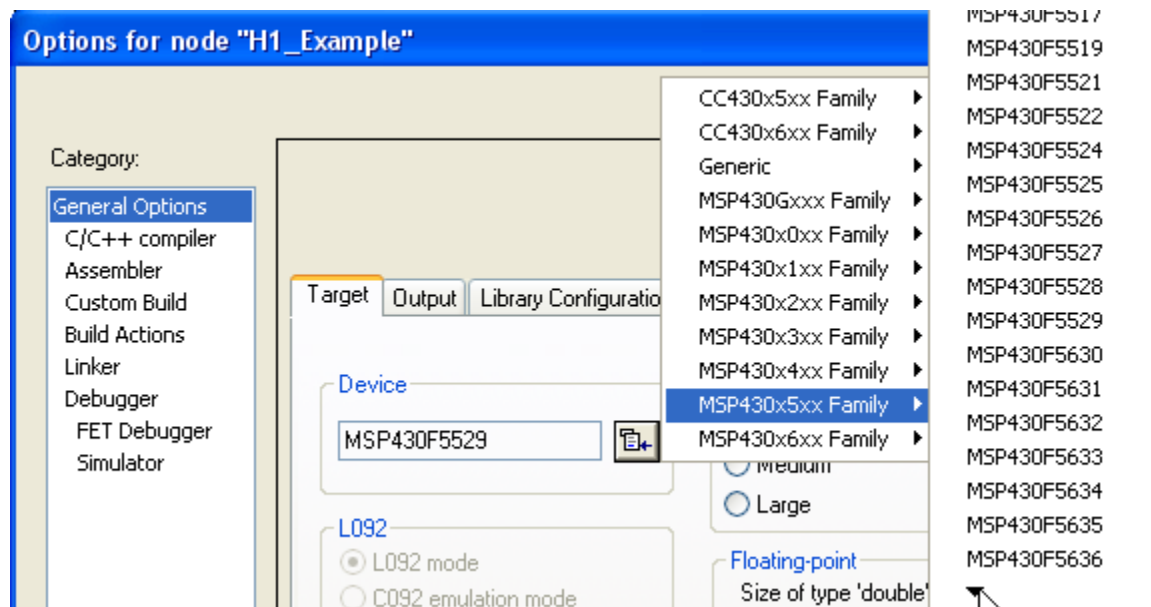 Options for node "H1_Example"
Category:
General Options
C/C++ compiler
Assembler
Custom Build
Build Actions
Linker
Debugger
FET Debugger
Simulator
Target
Output
Library Configuratio
Device
MSP430F5529
L092
L092 mode
C092 emulation mode
CC430x5xx Family
CC430x6xx Family
Generic
MSP430Gxxx Family
MSP430x0xx Family
MSP430x1xx Family
MSP430x2xx Family
MSP430x3xx Family
MSP430x4xx Family
MSP430x5xx Family
MSP430x6xx Family
Medium
Large
Floating-point
Size of type 'double'
MSP430F5517
MSP430F5519
MSP430F5521
MSP430F5522
MSP430F5524
MSP430F5525
MSP430F5526
MSP430F5527
MSP430F5528
MSP430F5529
MSP430F5630
MSP430F5631
MSP430F5632
MSP430F5633
MSP430F5634
MSP430F5635
MSP430F5636